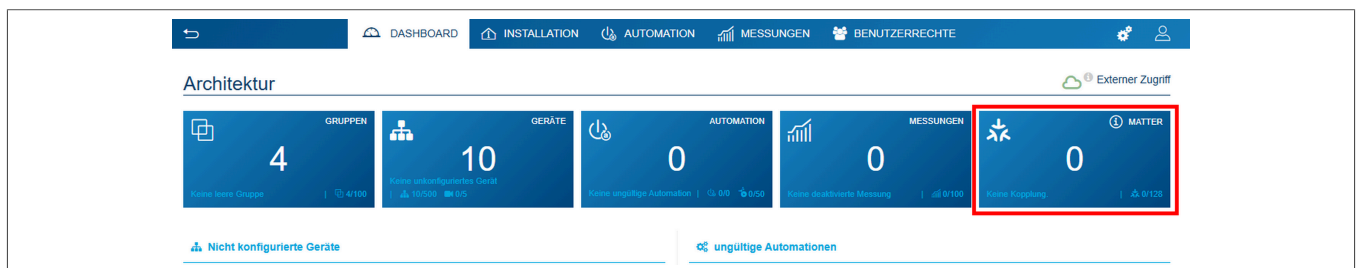 DASHBOARD INSTALLATION AUTOMATION MESSUNGEN BENUTZERRECHTE
Architektur
Externer Zugriff
GRUPPEN
4
Keine leere Gruppe | 4/100
GERÄTE
10
Keine unkonfiguriertes Gerät
| 10/500 0/5
AUTOMATION
0
Keine ungültige Automation | 0/0 0/50
MESSUNGEN
0
Keine deaktivierte Messung | 0/100
MATTER
0
Keine Kopplung | 0/128
Nicht konfigurierte Geräte
ungültige Automationen